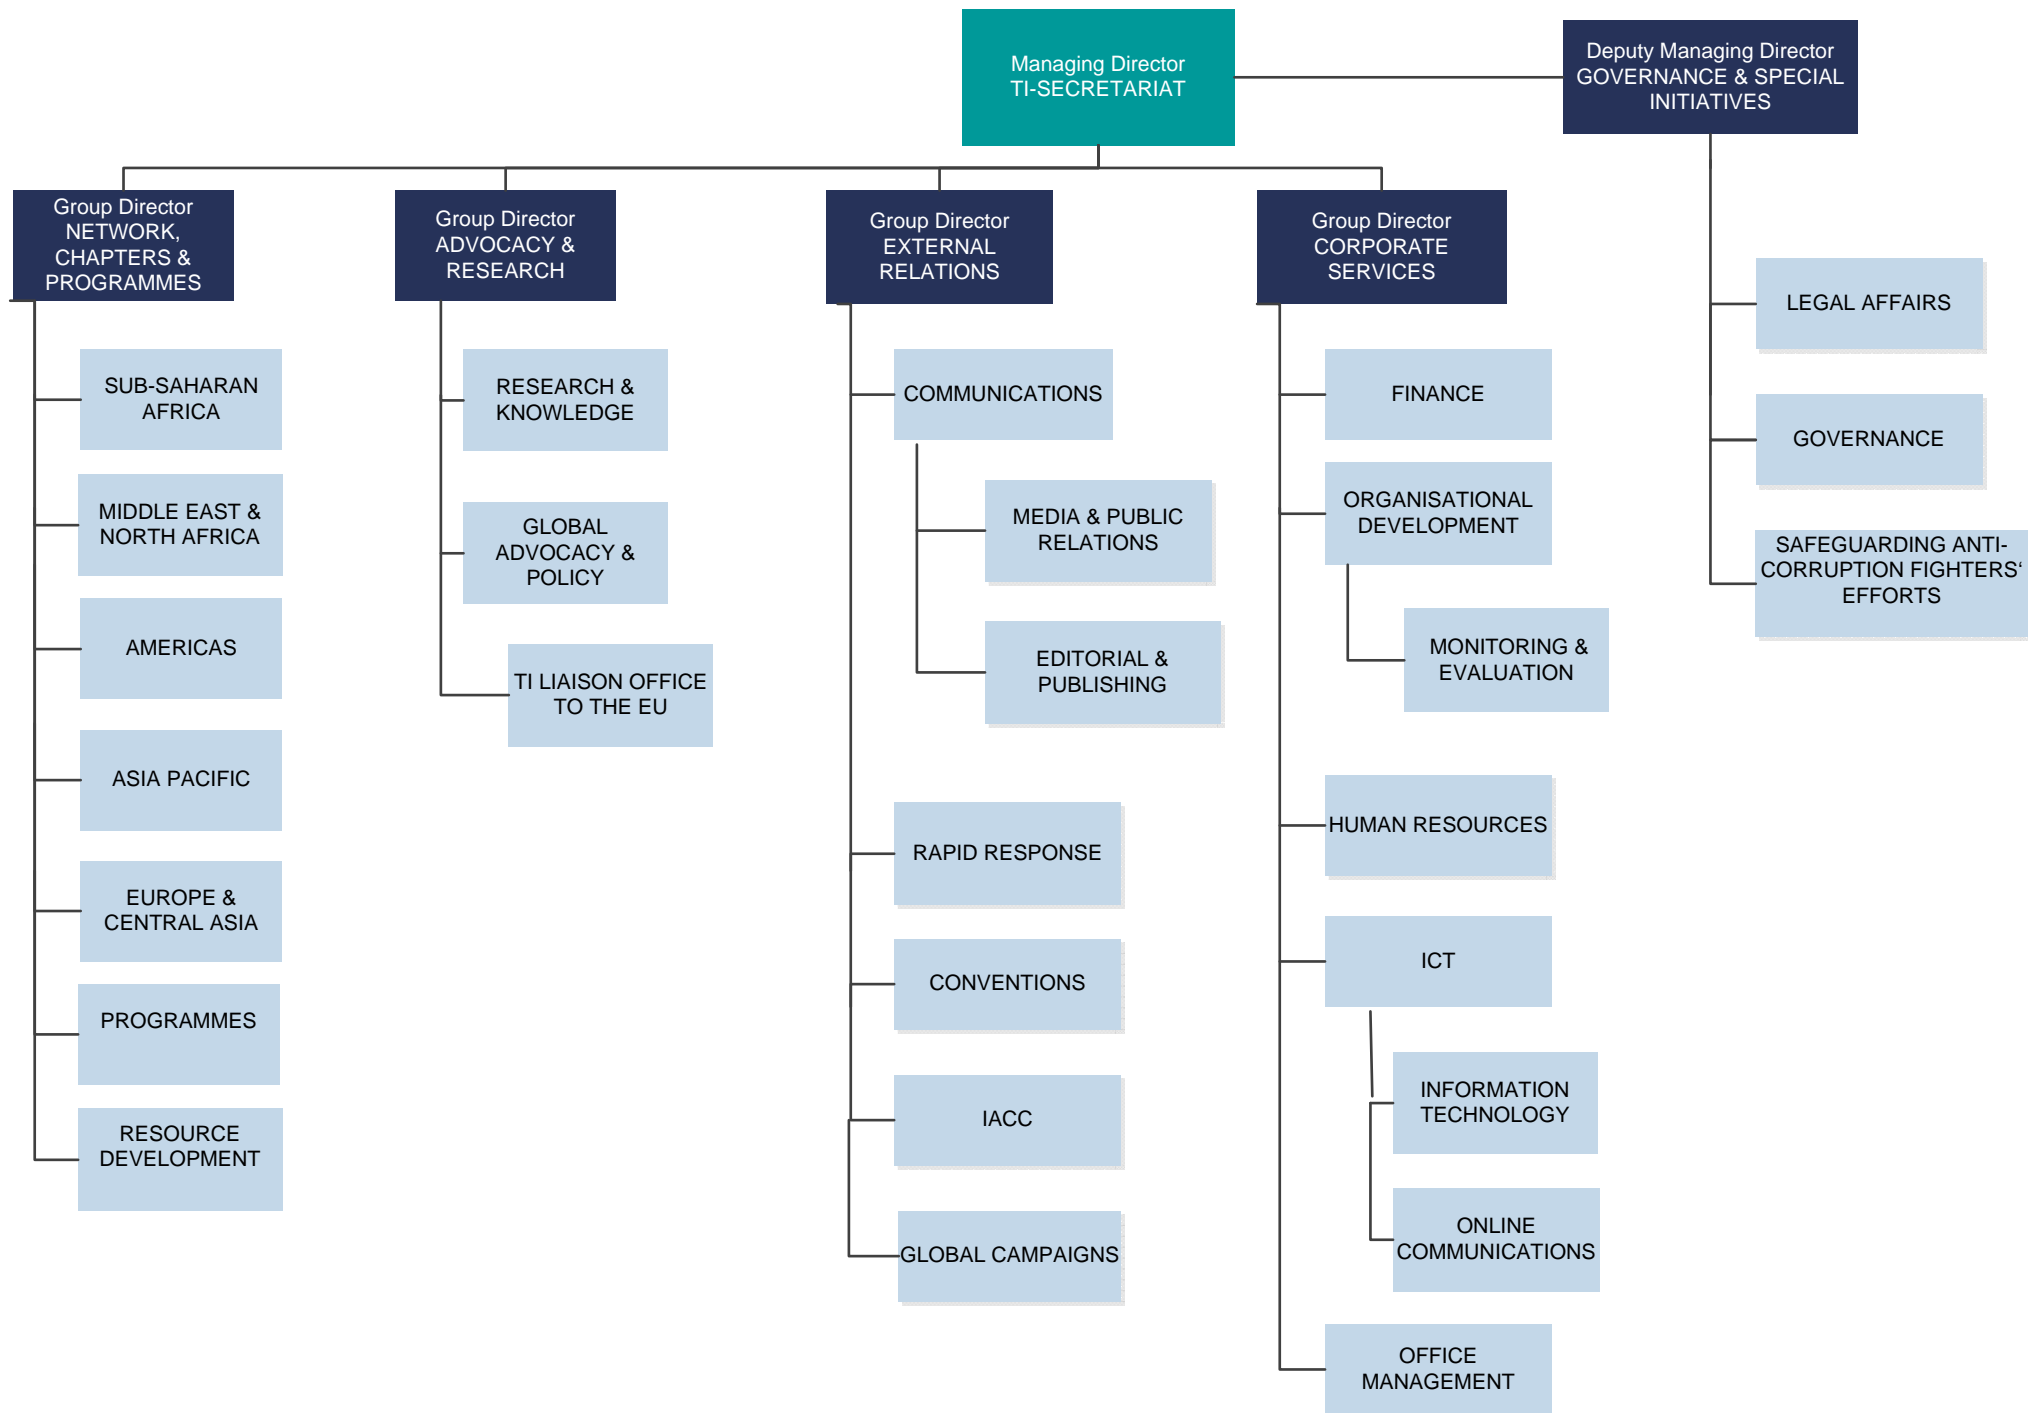 Managing Director
TI-SECRETARIAT
Deputy Managing Director
GOVERNANCE & SPECIAL
INITIATIVES
Group Director
NETWORK,
CHAPTERS &
PROGRAMMES
Group Director
ADVOCACY &
RESEARCH
Group Director
EXTERNAL
RELATIONS
Group Director
CORPORATE
SERVICES
SUB-SAHARAN
AFRICA
MIDDLE EAST &
NORTH AFRICA
AMERICAS
ASIA PACIFIC
EUROPE &
CENTRAL ASIA
PROGRAMMES
RESOURCE
DEVELOPMENT
RESEARCH &
KNOWLEDGE
GLOBAL
ADVOCACY &
POLICY
TI LIAISON OFFICE
TO THE EU
COMMUNICATIONS
MEDIA & PUBLIC
RELATIONS
EDITORIAL &
PUBLISHING
RAPID RESPONSE
CONVENTIONS
IACC
GLOBAL CAMPAIGNS
FINANCE
ORGANISATIONAL
DEVELOPMENT
MONITORING &
EVALUATION
HUMAN RESOURCES
ICT
INFORMATION
TECHNOLOGY
ONLINE
COMMUNICATIONS
OFFICE
MANAGEMENT
LEGAL AFFAIRS
GOVERNANCE
SAFEGUARDING ANTI-
CORRUPTION FIGHTERS‘
EFFORTS